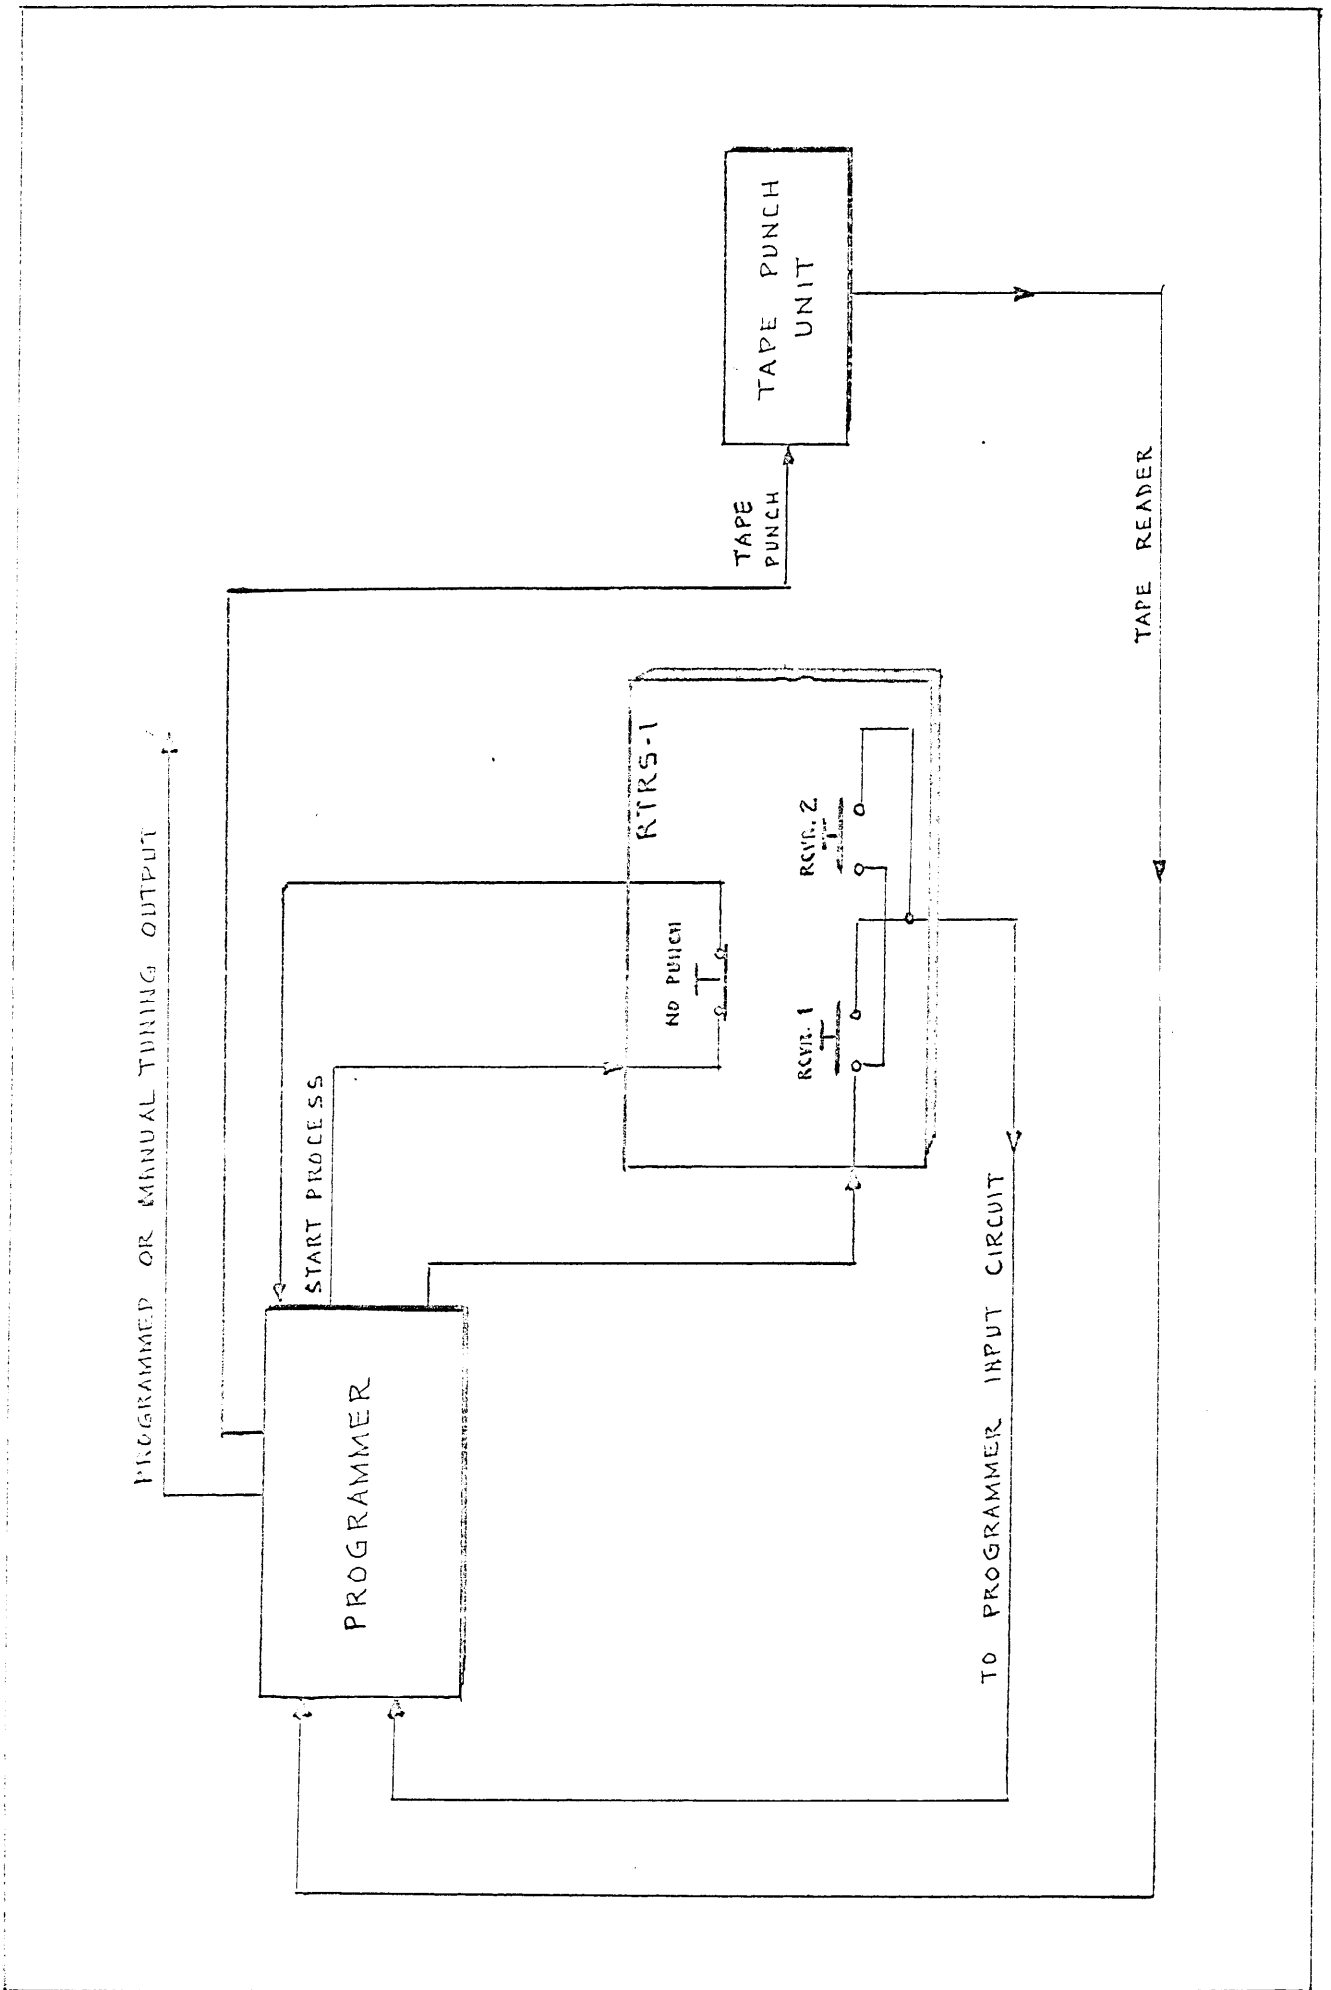 PROGRAMMED OR MANUAL TUNING OUTPUT
START PROCESS
PROGRAMMER
RTRS-1
NO PUNCH
RCVR. 1
RCVR. 2
TAPE
PUNCH
TAPE PUNCH
UNIT
TO PROGRAMMER INPUT CIRCUIT
TAPE READER